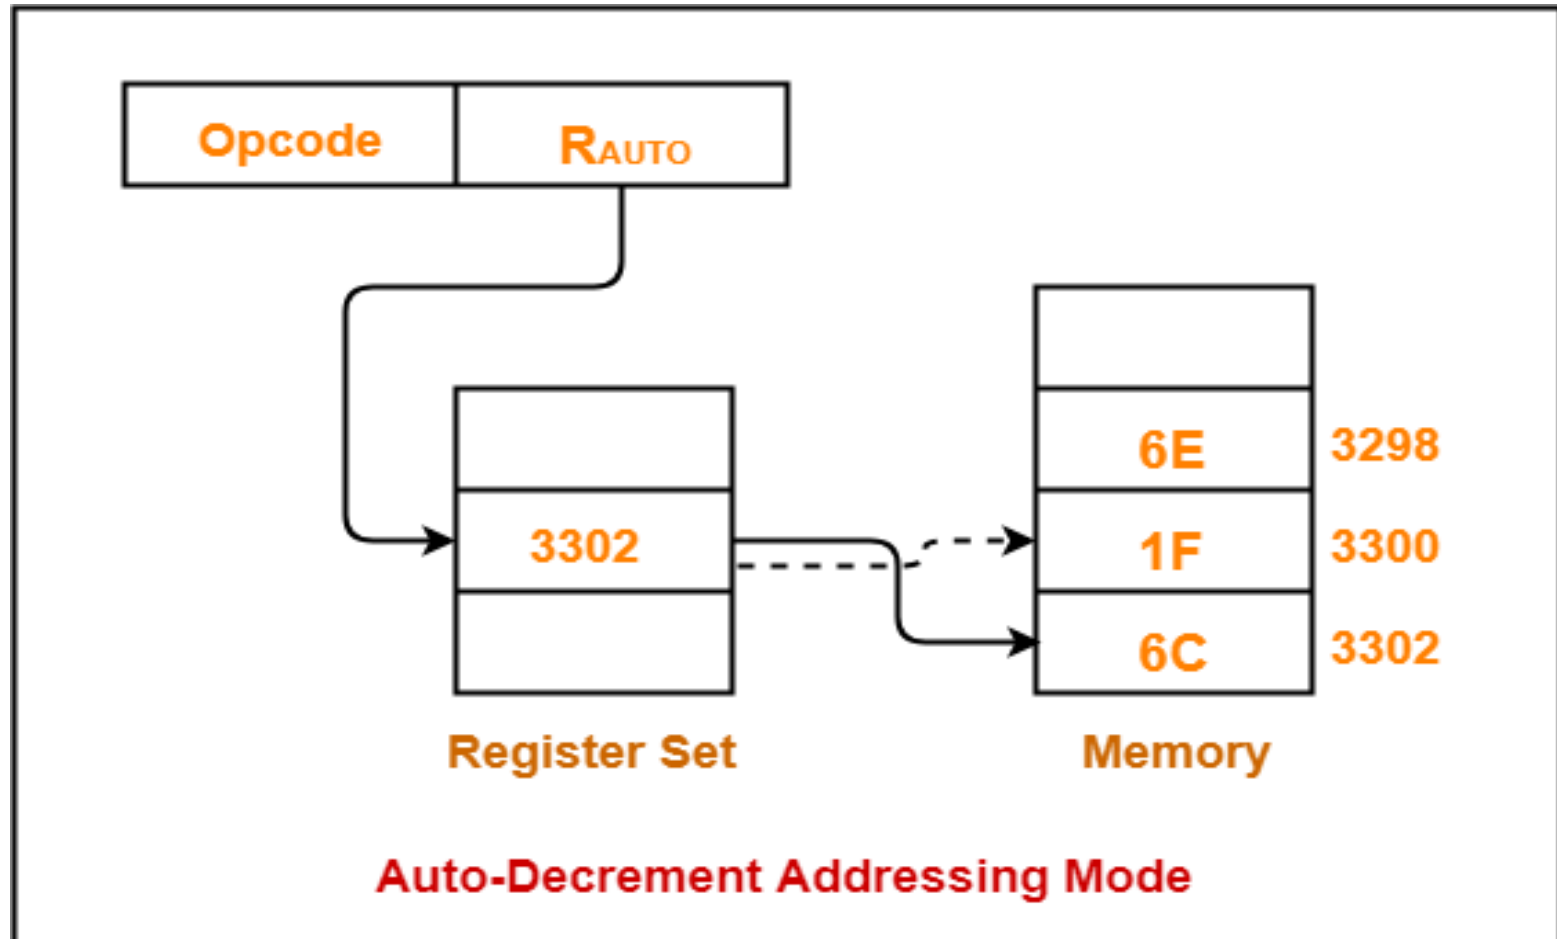 Opcode RAUTO
6E 3298
3302 1F 3300
6C 3302
Register Set Memory
Auto-Decrement Addressing Mode